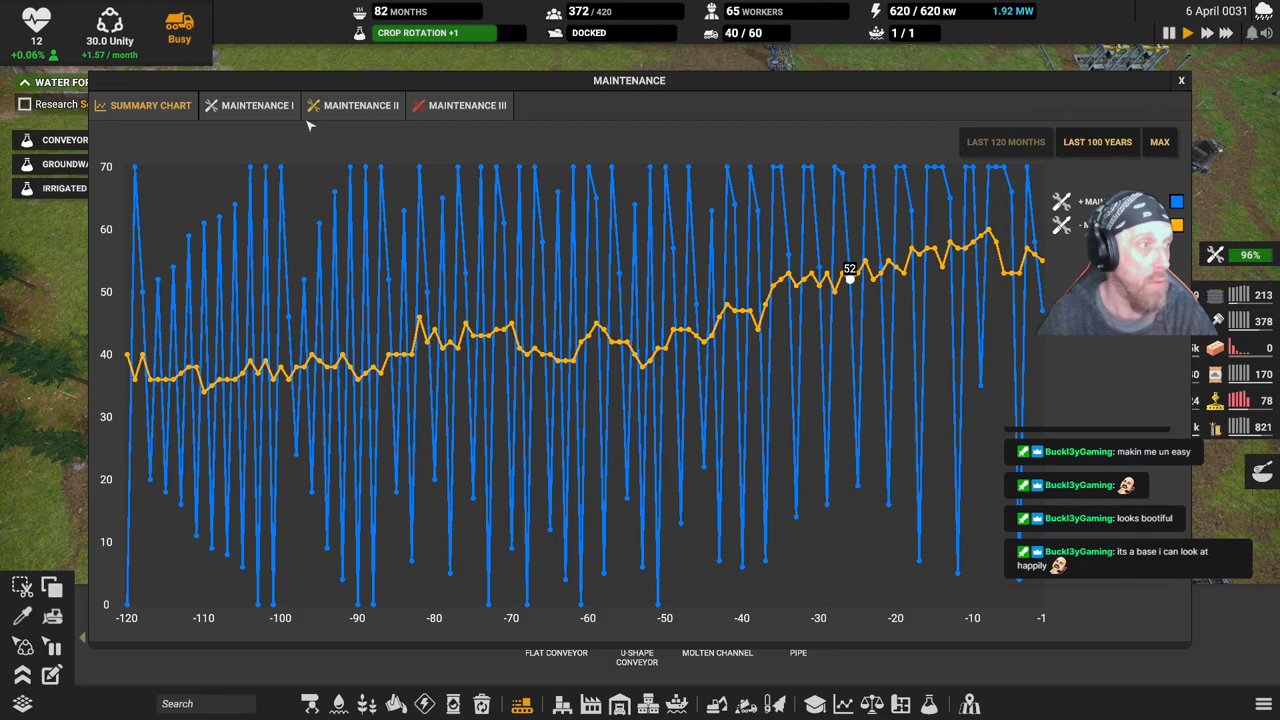 12
+0.06%
30.0 Unity
+1.57 / month
Busy
82 MONTHS
CROP ROTATION +1
372 / 420
DOCKED
65 WORKERS
40 / 60
620 / 620 KW
1.92 MW
1 / 1
6 April 0031
WATER FOR
Research
CONVEYOR
GROUNDWA
IRRIGATED
MAINTENANCE
X
SUMMARY CHART
MAINTENANCE I
MAINTENANCE II
MAINTENANCE III
LAST 120 MONTHS
LAST 100 YEARS
MAX
70
60
50
40
30
20
10
0
-120
-110
-100
-90
-80
-70
-60
-50
-40
-30
-20
-10
-1
52
96%
213
378
0
170
78
821
Buckl3yGaming: makin me un easy
Buckl3yGaming:
Buckl3yGaming: looks bootiful
Buckl3yGaming: its a base i can look at
happily
FLAT CONVEYOR
U-SHAPE
CONVEYOR
MOLTEN CHANNEL
PIPE
Search